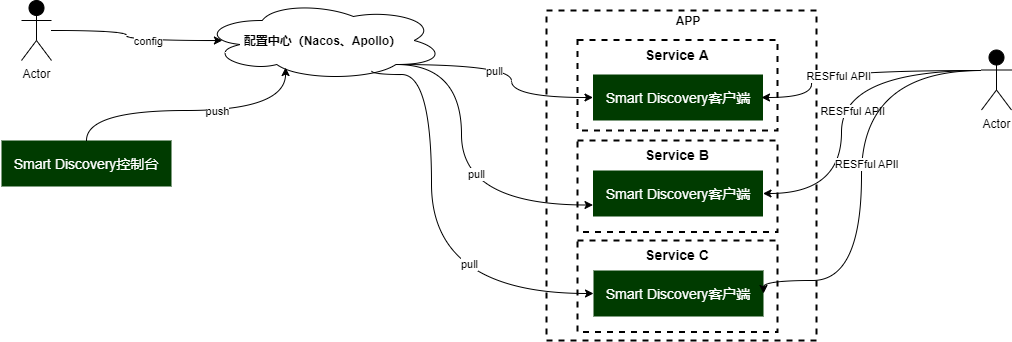 APP
配置中心（Nacos、Apollo）
config
Actor
Service A
pull
Smart Discovery客户端
RESFful APII
push
RESFful APII
Actor
Smart Discovery控制台
Service B
RESFful APII
pull
Smart Discovery客户端
Service C
pull
Smart Discovery客户端